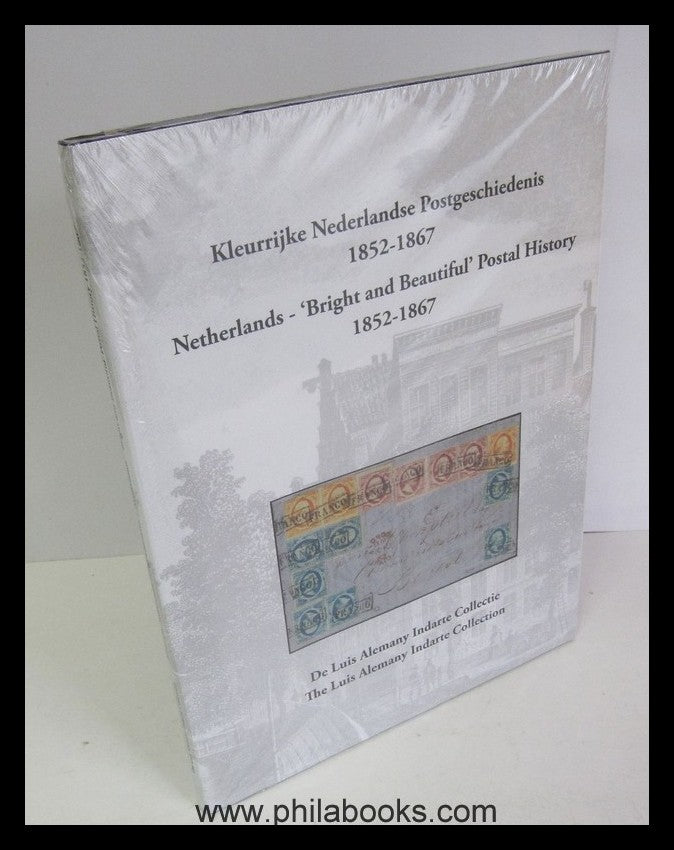 Kleurrijke Nederlandse Postgeschiedenis
1852-1867
Netherlands - ‘Bright and Beautiful’ Postal History
1852-1867
FRANCO
De Luis Alemany Indarte Collectie
The Luis Alemany Indarte Collection
www.philabooks.com